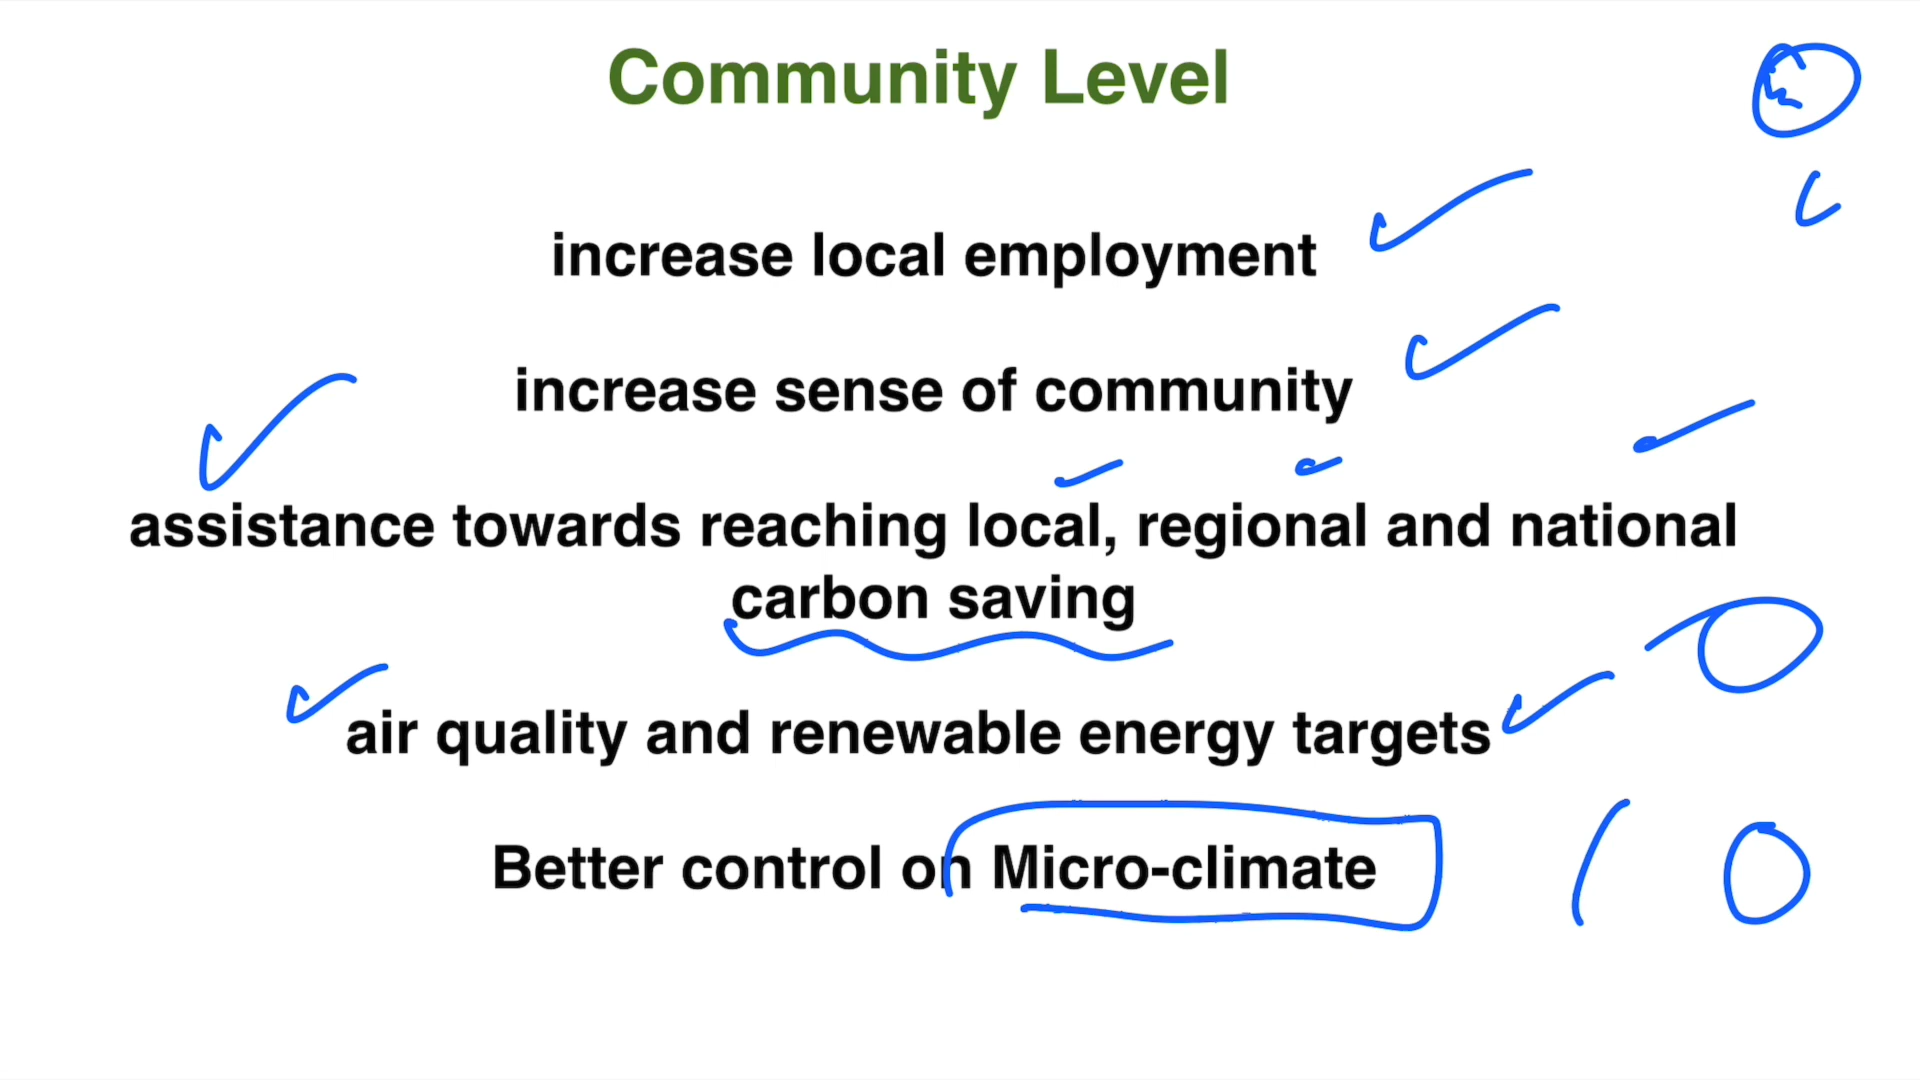 Community Level
increase local employment
increase sense of community
assistance towards reaching local, regional and national
carbon saving
air quality and renewable energy targets
Better control on Micro-climate